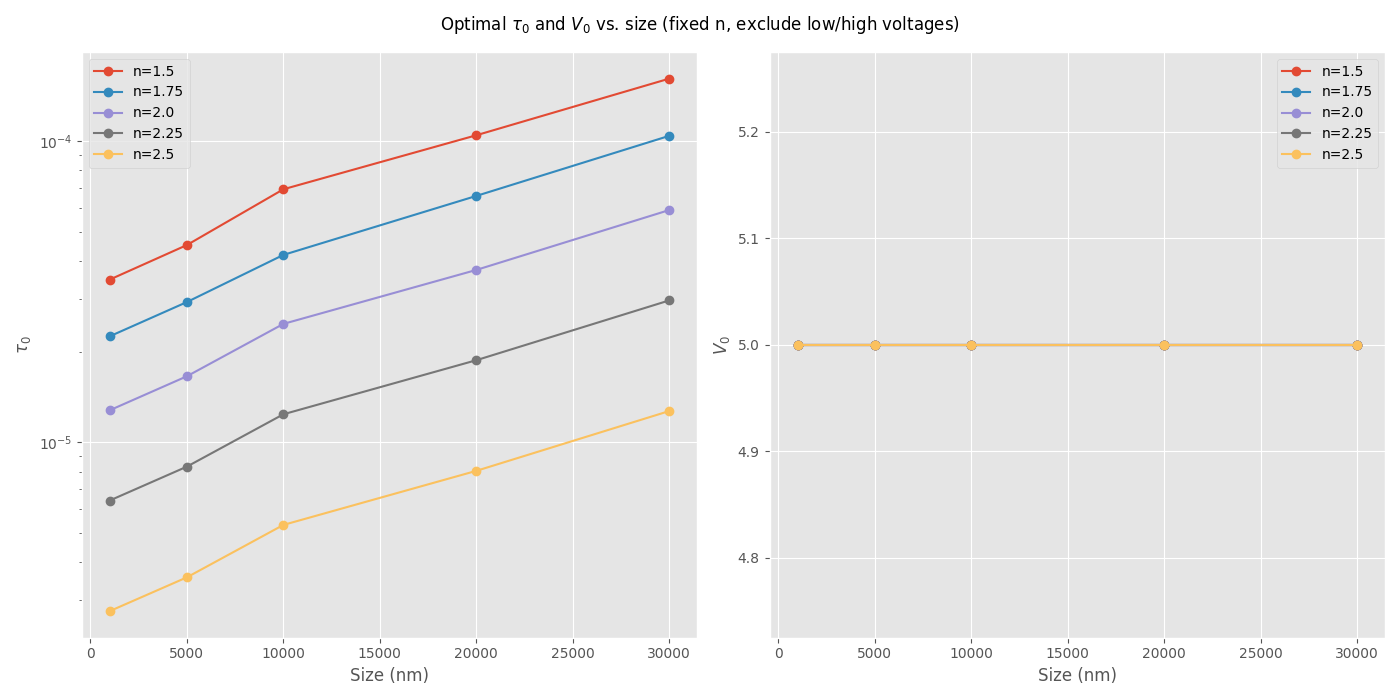 Optimal τ₀ and V₀ vs. size (fixed n, exclude low/high voltages)
n=1.5
n=1.75
n=2.0
n=2.25
n=2.5
10⁻⁴
10⁻⁵
τ₀
0 5000 10000 15000 20000 25000 30000
Size (nm)
n=1.5
n=1.75
n=2.0
n=2.25
n=2.5
5.2
5.1
5.0
4.9
4.8
V₀
0 5000 10000 15000 20000 25000 30000
Size (nm)